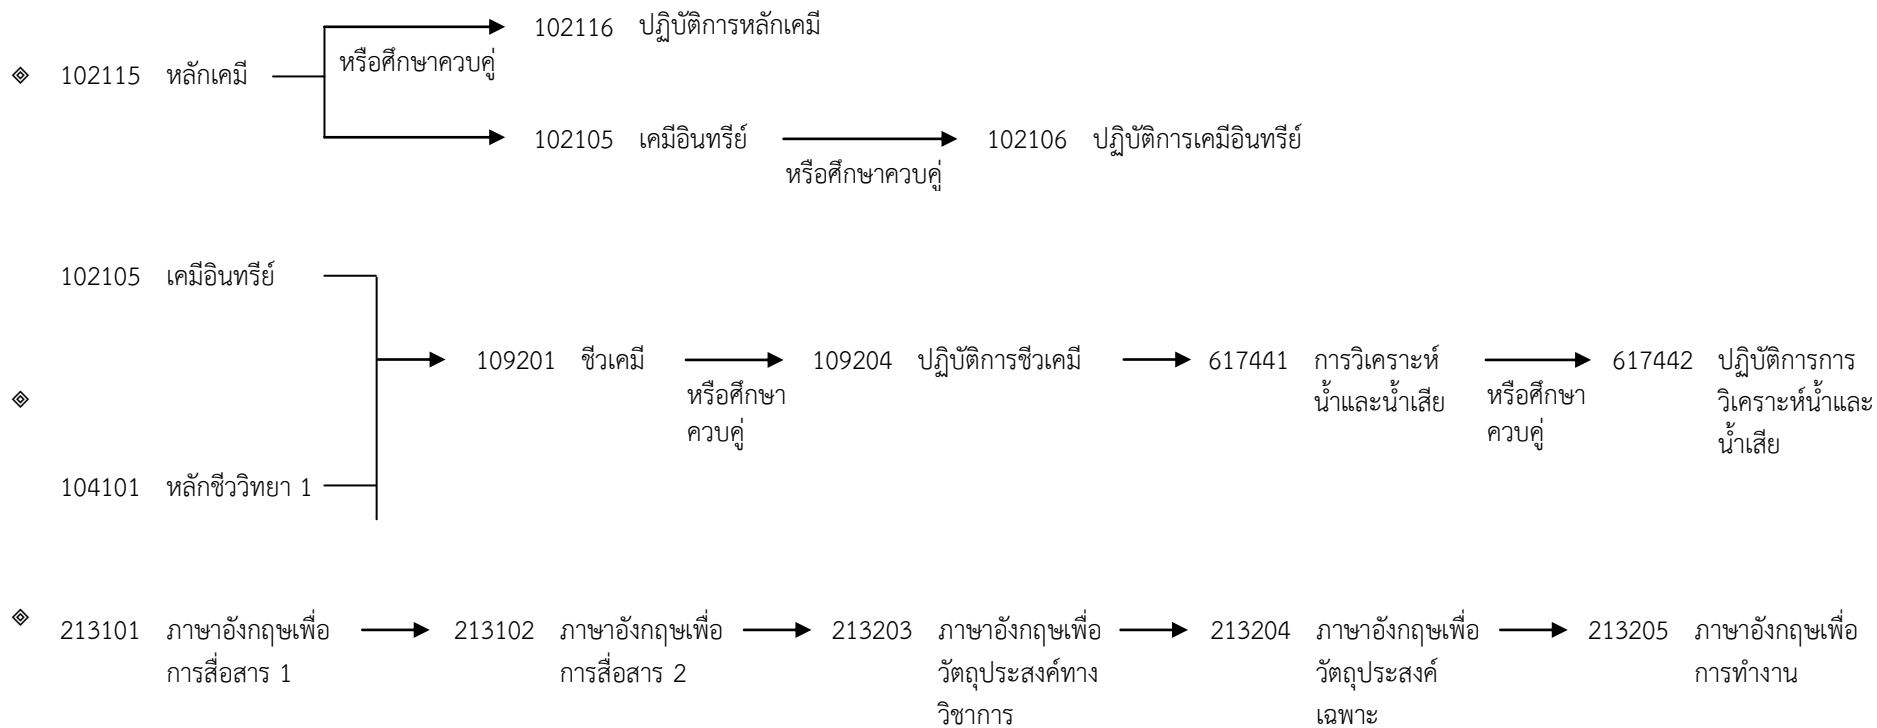 102116 ปฏิบัติการหลักเคมี
หรือศึกษาควบคู่
102115 หลักเคมี
102105 เคมีอินทรีย์
102106 ปฏิบัติการเคมีอินทรีย์
หรือศึกษาควบคู่
102105 เคมีอินทรีย์
109201 ชีวเคมี
หรือศึกษา
ควบคู่
109204 ปฏิบัติการชีวเคมี
617441 การวิเคราะห์
น้ำและน้ำเสีย
หรือศึกษา
ควบคู่
617442 ปฏิบัติการการ
วิเคราะห์น้ำและ
น้ำเสีย
104101 หลักชีววิทยา 1
213101 ภาษาอังกฤษเพื่อ
การสื่อสาร 1
213102 ภาษาอังกฤษเพื่อ
การสื่อสาร 2
213203 ภาษาอังกฤษเพื่อ
วัตถุประสงค์ทาง
วิชาการ
213204 ภาษาอังกฤษเพื่อ
วัตถุประสงค์
เฉพาะ
213205 ภาษาอังกฤษเพื่อ
การทำงาน